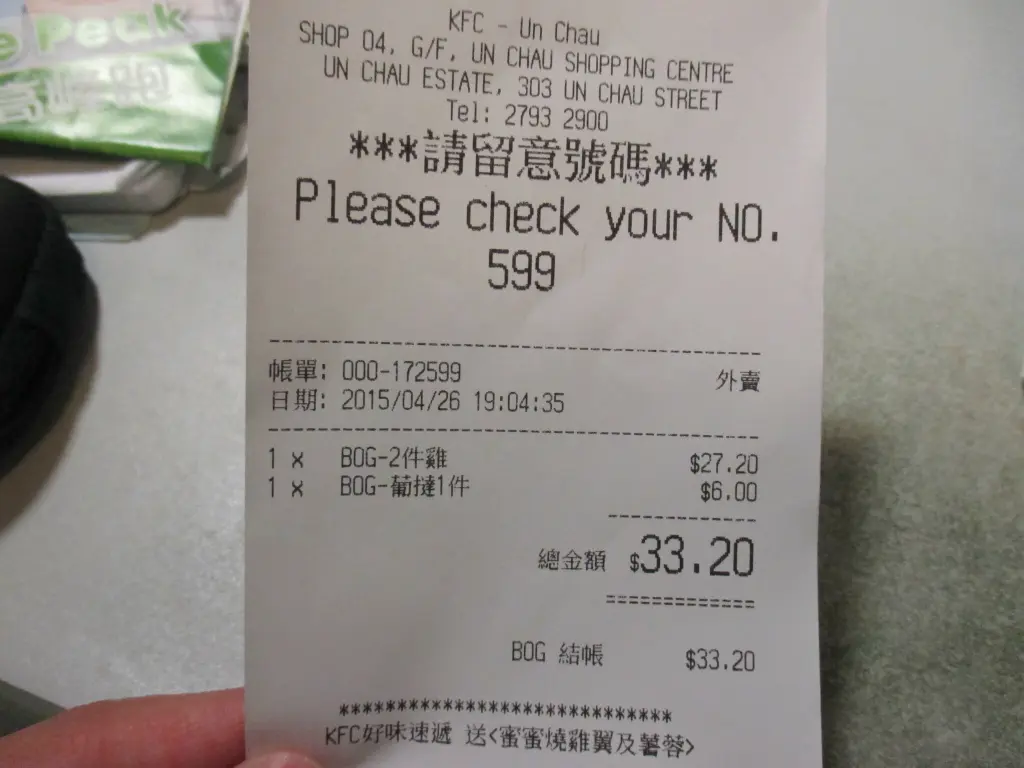 e Peak
KFC - Un Chau
SHOP 04, G/F, UN CHAU SHOPPING CENTRE
UN CHAU ESTATE, 303 UN CHAU STREET
Tel: 2793 2900
***請留意號碼***
Please check your NO.
599
帳單: 000-172599 外賣
日期: 2015/04/26 19:04:35
1 x BOG-2件雞 $27.20
1 x BOG-葡撻1件 $6.00
總金額 $33.20
BOG 結帳 $33.20
***************************
KFC好味速遞 送<蜜蜜燒雞翼及薯蓉>